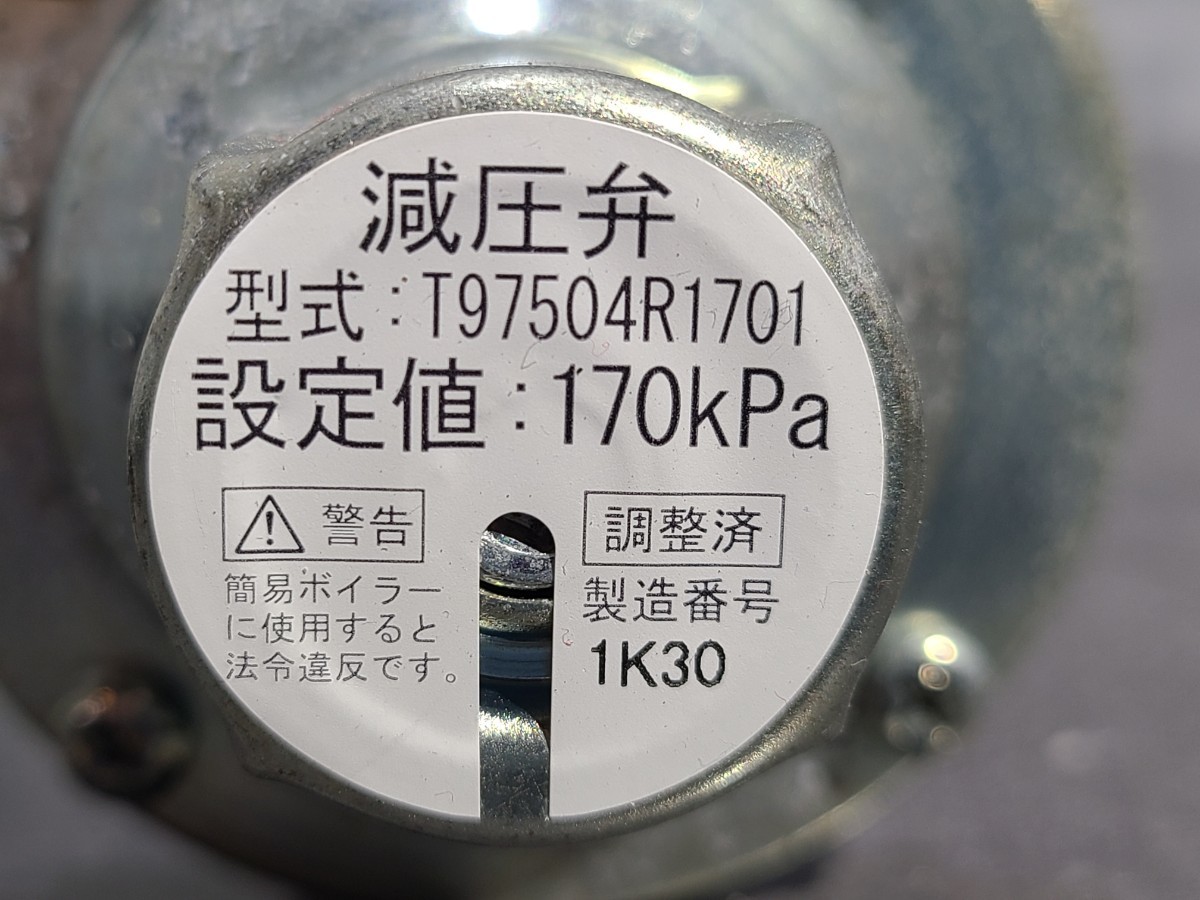 減圧弁
型式:T97504R1701
設定値:170kPa
警告
簡易ボイラー
に使用すると
法令違反です。
調整済
製造番号
1K30